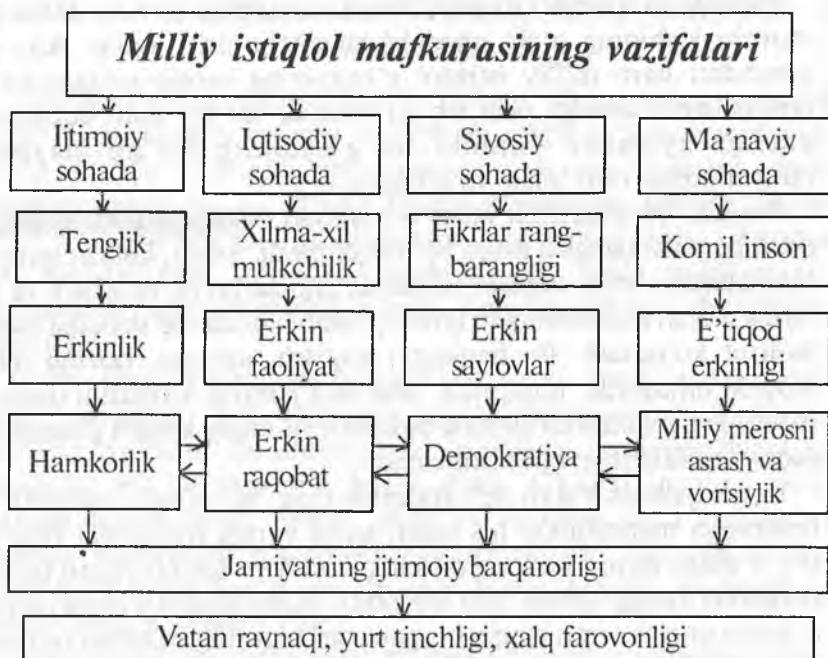 Milliy istiqlol mafkurasining vazifalari
Ijtimoiy
sohada
Iqtisodiy
sohada
Siyosiy
sohada
Ma'naviy
sohada
Tenglik
Xilma-xil
mulkchilik
Fikrlar rang-
barangligi
Komil inson
Erkinlik
Erkin
faoliyat
Erkin
saylovlar
E'tiqod
erkinligi
Hamkorlik
Erkin
raqobat
Demokratiya
Milliy merosni
asrash va
vorisiylik
Jamiyatning ijtimoiy barqarorligi
Vatan ravnaqi, yurt tinchligi, xalq farovonligi